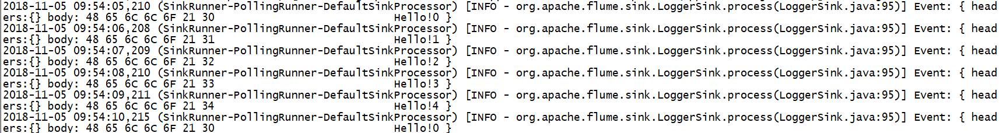 2018-11-05 09:54:05,210 (SinkRunner-PollingRunner-DefaultSinkProcessor) [INFO - org.apache.flume.sink.LoggerSink.process(LoggerSink.java:95)] Event: { head
ers:{} body: 48 65 6C 6C 6F 21 30                            Hello!0 }
2018-11-05 09:54:06,208 (SinkRunner-PollingRunner-DefaultSinkProcessor) [INFO - org.apache.flume.sink.LoggerSink.process(LoggerSink.java:95)] Event: { head
ers:{} body: 48 65 6C 6C 6F 21 31                            Hello!1 }
2018-11-05 09:54:07,209 (SinkRunner-PollingRunner-DefaultSinkProcessor) [INFO - org.apache.flume.sink.LoggerSink.process(LoggerSink.java:95)] Event: { head
ers:{} body: 48 65 6C 6C 6F 21 32                            Hello!2 }
2018-11-05 09:54:08,210 (SinkRunner-PollingRunner-DefaultSinkProcessor) [INFO - org.apache.flume.sink.LoggerSink.process(LoggerSink.java:95)] Event: { head
ers:{} body: 48 65 6C 6C 6F 21 33                            Hello!3 }
2018-11-05 09:54:09,211 (SinkRunner-PollingRunner-DefaultSinkProcessor) [INFO - org.apache.flume.sink.LoggerSink.process(LoggerSink.java:95)] Event: { head
ers:{} body: 48 65 6C 6C 6F 21 34                            Hello!4 }
2018-11-05 09:54:10,215 (SinkRunner-PollingRunner-DefaultSinkProcessor) [INFO - org.apache.flume.sink.LoggerSink.process(LoggerSink.java:95)] Event: { head
ers:{} body: 48 65 6C 6C 6F 21 30                            Hello!0 }